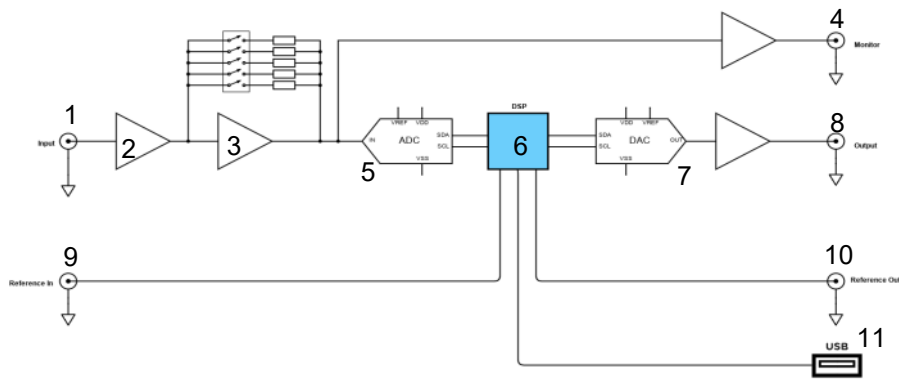 4
Monitor
DSP
1
Input
2
3
VREF VDD
ADC
IN
SDA
SCL
VSS
5
6
VDD VREF
SDA
SCL
DAC
OUT
VSS
7
8
Output
9
Reference In
10
Reference Out
USB 11